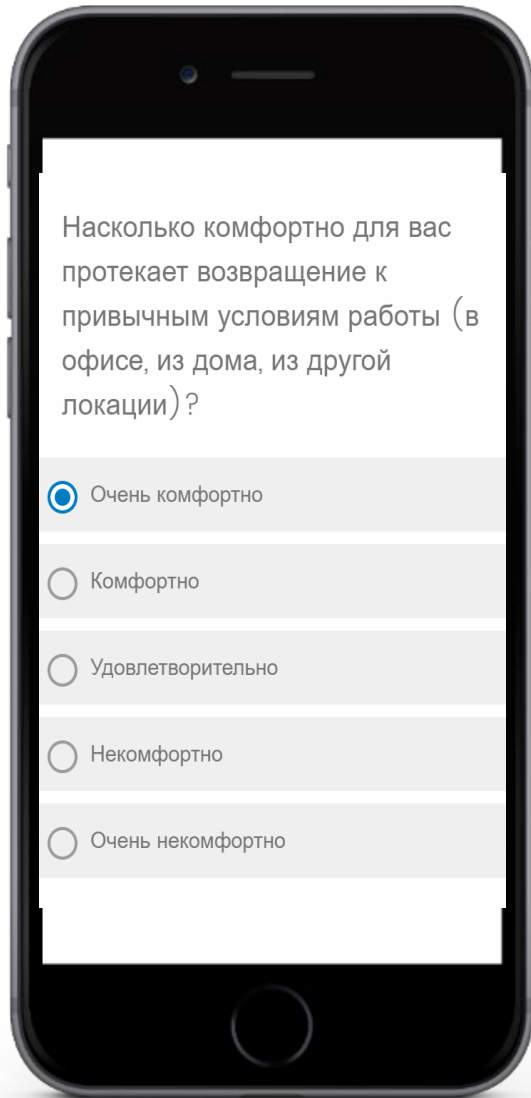 Насколько комфортно для вас
протекает возвращение к
привычным условиям работы (в
офисе, из дома, из другой
локации)?
Очень комфортно
Комфортно
Удовлетворительно
Некомфортно
Очень некомфортно